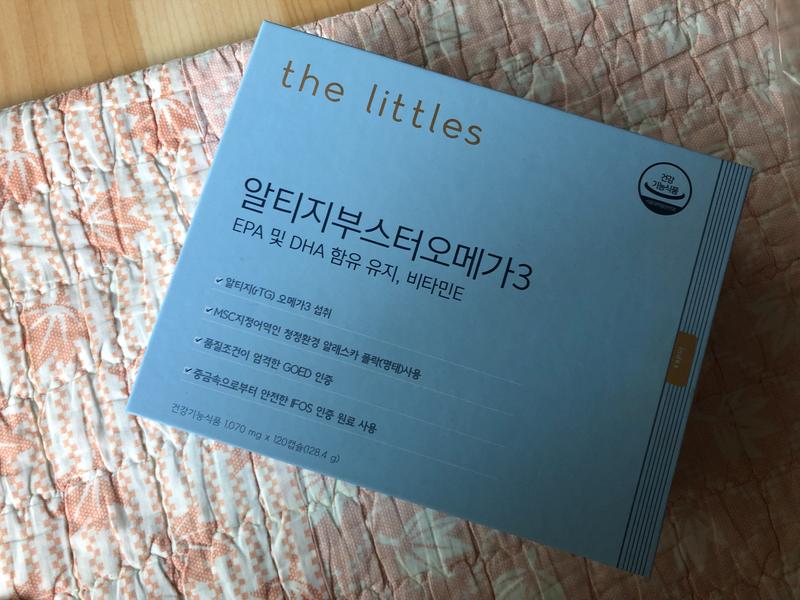 the littles
건강
기능식품
알티지부스터오메가3
EPA 및 DHA 함유 유지, 비타민E
알티지(rTG) 오메가3 섭취
MSC지정어역인 청정환경 알래스카 폴락(명태)사용
품질조건이 엄격한 GOED 인증
중금속으로부터 안전한 IFOS 인증 원료 사용
건강기능식품 1,070 mg x 120캡슐(128.4 g)